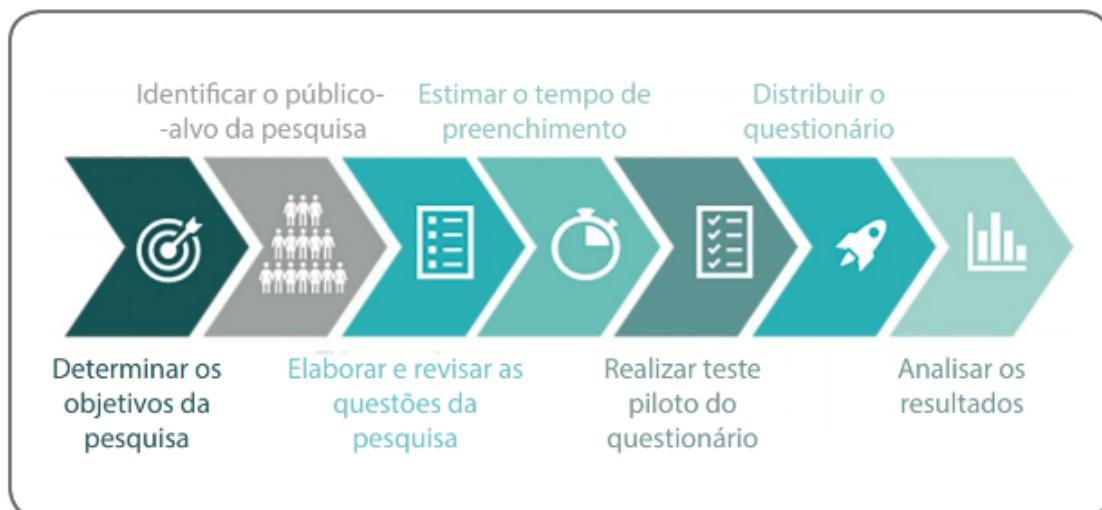 Identificar o público-
-alvo da pesquisa
Estimar o tempo de
preenchimento
Distribuir o
questionário
Determinar os
objetivos da
pesquisa
Elaborar e revisar as
questões da
pesquisa
Realizar teste
piloto do
questionário
Analisar os
resultados